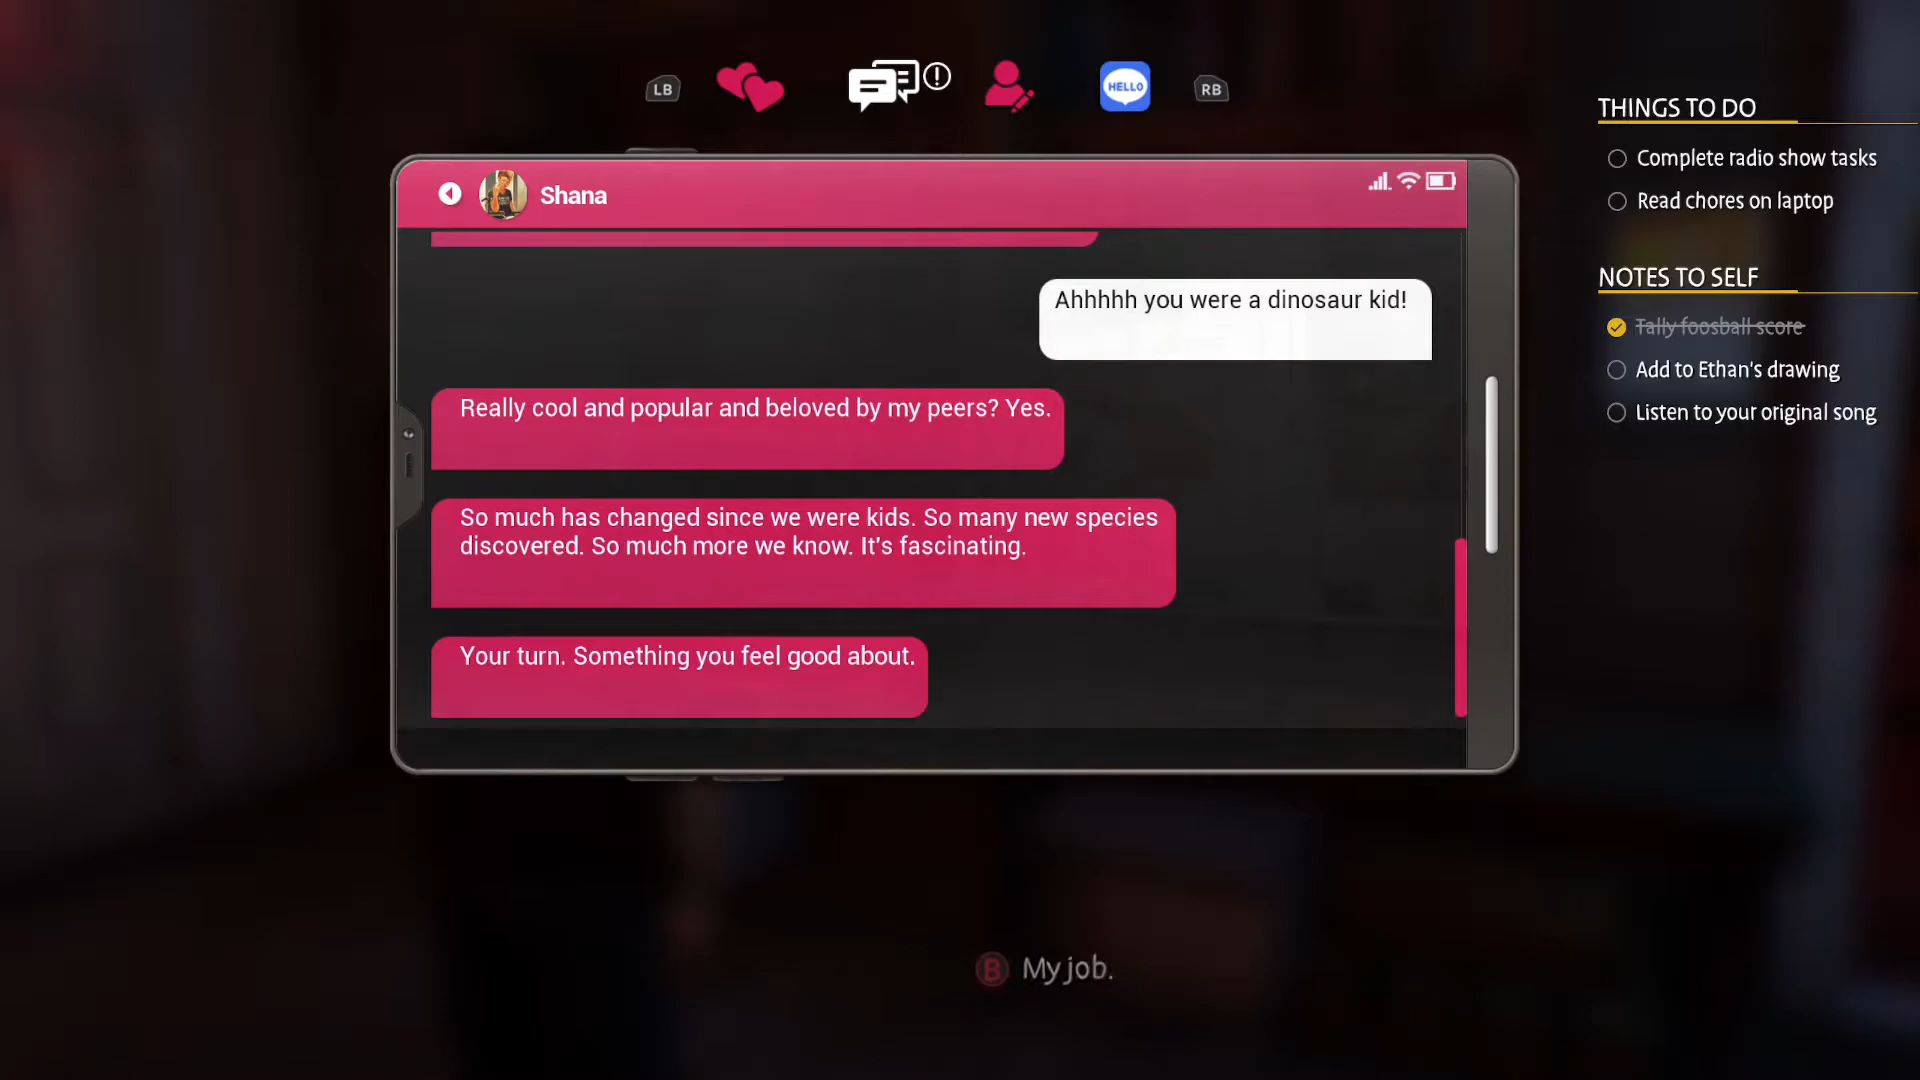 LB
HELLO
RB
Shana
Ahhhhh you were a dinosaur kid!
Really cool and popular and beloved by my peers? Yes.
So much has changed since we were kids. So many new species
discovered. So much more we know. It's fascinating.
Your turn. Something you feel good about.
B My job.
THINGS TO DO
Complete radio show tasks
Read chores on laptop
NOTES TO SELF
Tally foosball score
Add to Ethan's drawing
Listen to your original song